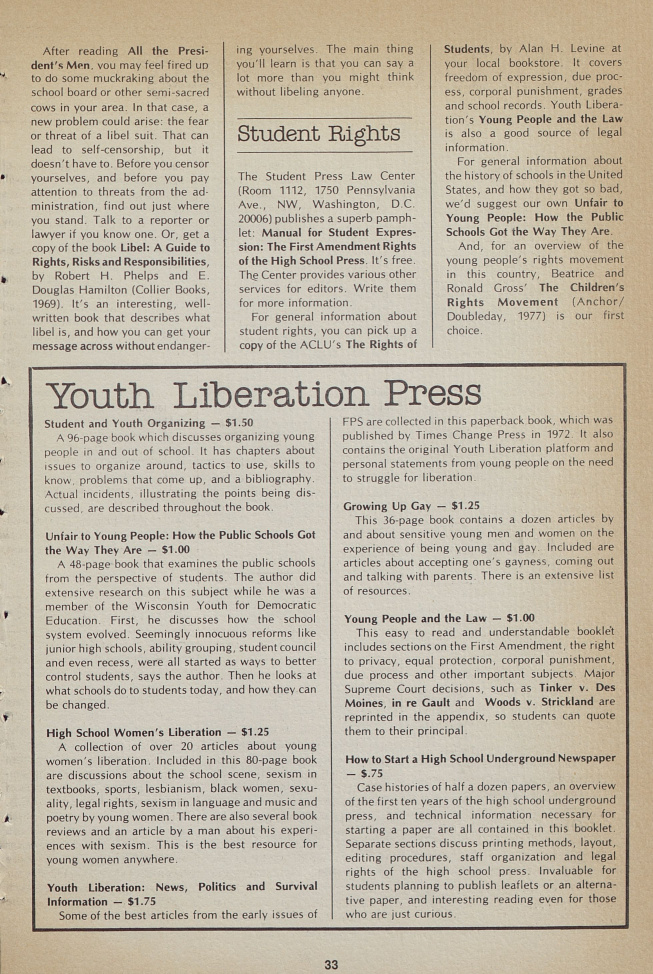 After reading All the Presi-
dent's Men, you may feel fired up
to do some muckraking about the
school board or other semi-sacred
cows in your area. In that case, a
new problem could arise: the fear
or threat of a libel suit. That can
lead to self-censorship, but it
doesn't have to. Before you censor
yourselves, and before you pay
attention to threats from the ad-
ministration, find out just where
you stand. Talk to a reporter or
lawyer if you know one. Or, get a
copy of the book Libel: A Guide to
Rights, Risks and Responsibilities,
by Robert H. Phelps and E.
Douglas Hamilton (Collier Books,
1969). It's an interesting, well-
written book that describes what
libel is, and how you can get your
message across without endanger-
ing yourselves. The main thing
you'll learn is that you can say a
lot more than you might think
without libeling anyone.
Student Rights
The Student Press Law Center
(Room 1112, 1750 Pennsylvania
Ave., NW, Washington, D.C.
20006) publishes a superb pamph-
let: Manual for Student Expres-
sion: The First Amendment Rights
of the High School Press. It's free.
The Center provides various other
services for editors. Write them
for more information.
For general information about
student rights, you can pick up a
copy of the ACLU's The Rights of
Students, by Alan H. Levine at
your local bookstore. It covers
freedom of expression, due proc-
ess, corporal punishment, grades
and school records. Youth Libera-
tion's Young People and the Law
is also a good source of legal
information.
For general information about
the history of schools in the United
States, and how they got so bad,
we'd suggest our own Unfair to
Young People: How the Public
Schools Got the Way They Are.
And, for an overview of the
young people's rights movement
in this country, Beatrice and
Ronald Gross' The Children's
Rights Movement (Anchor/
Doubleday, 1977) is our first
choice.
Youth Liberation Press
Student and Youth Organizing — $1.50
A 96-page book which discusses organizing young
people in and out of school. It has chapters about
issues to organize around, tactics to use, skills to
know, problems that come up, and a bibliography.
Actual incidents, illustrating the points being dis-
cussed, are described throughout the book.
Unfair to Young People: How the Public Schools Got
the Way They Are — $1.00
A 48-page book that examines the public schools
from the perspective of students. The author did
extensive research on this subject while he was a
member of the Wisconsin Youth for Democratic
Education. First, he discusses how the school
system evolved. Seemingly innocuous reforms like
junior high schools, ability grouping, student council
and even recess, were all started as ways to better
control students, says the author. Then he looks at
what schools do to students today, and how they can
be changed.
High School Women's Liberation — $1.25
A collection of over 20 articles about young
women's liberation. Included in this 80-page book
are discussions about the school scene, sexism in
textbooks, sports, lesbianism, black women, sexu-
ality, legal rights, sexism in language and music and
poetry by young women. There are also several book
reviews and an article by a man about his experi-
ences with sexism. This is the best resource for
young women anywhere.
Youth Liberation: News, Politics and Survival
Information — $1.75
Some of the best articles from the early issues of
FPS are collected in this paperback book, which was
published by Times Change Press in 1972. It also
contains the original Youth Liberation platform and
personal statements from young people on the need
to struggle for liberation.
Growing Up Gay — $1.25
This 36-page book contains a dozen articles by
and about sensitive young men and women on the
experience of being young and gay. Included are
articles about accepting one's gayness, coming out
and talking with parents. There is an extensive list
of resources.
Young People and the Law — $1.00
This easy to read and understandable booklet
includes sections on the First Amendment, the right
to privacy, equal protection, corporal punishment,
due process and other important subjects. Major
Supreme Court decisions, such as Tinker v. Des
Moines, in re Gault and Woods v. Strickland are
reprinted in the appendix, so students can quote
them to their principal.
How to Start a High School Underground Newspaper
— $.75
Case histories of half a dozen papers, an overview
of the first ten years of the high school underground
press, and technical information necessary for
starting a paper are all contained in this booklet.
Separate sections discuss printing methods, layout,
editing procedures, staff organization and legal
rights of the high school press. Invaluable for
students planning to publish leaflets or an alterna-
tive paper, and interesting reading even for those
who are just curious.
33